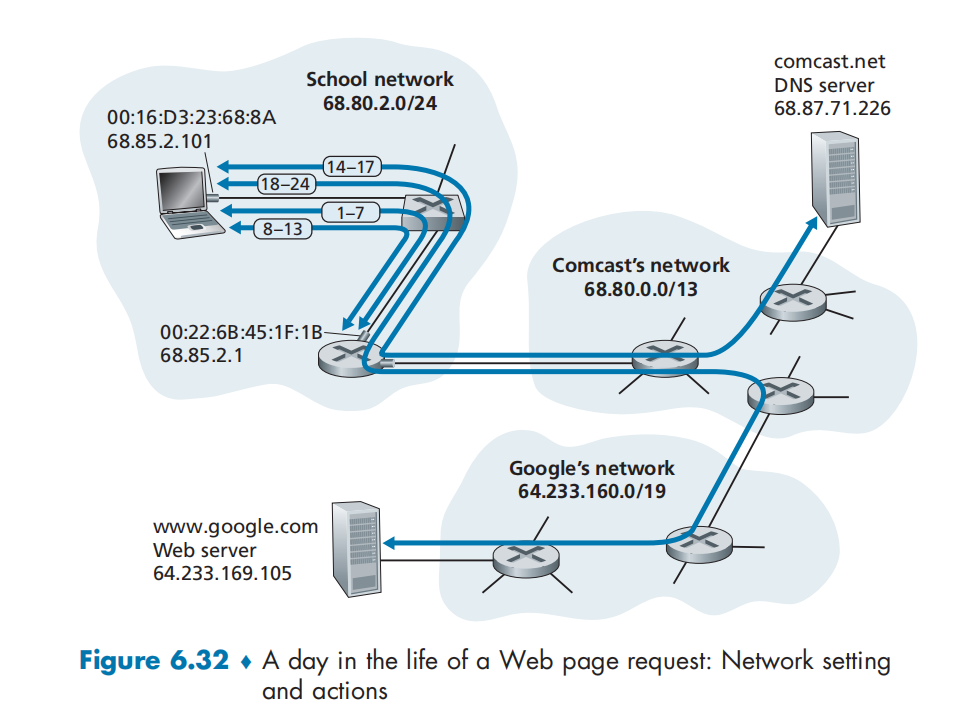 School network
68.80.2.0/24
comcast.net
DNS server
68.87.71.226
00:16:D3:23:68:8A
68.85.2.101
14–17
18–24
1–7
8–13
Comcast's network
68.80.0.0/13
00:22:6B:45:1F:1B
68.85.2.1
Google's network
64.233.160.0/19
www.google.com
Web server
64.233.169.105
Figure 6.32 ♦ A day in the life of a Web page request: Network setting
and actions